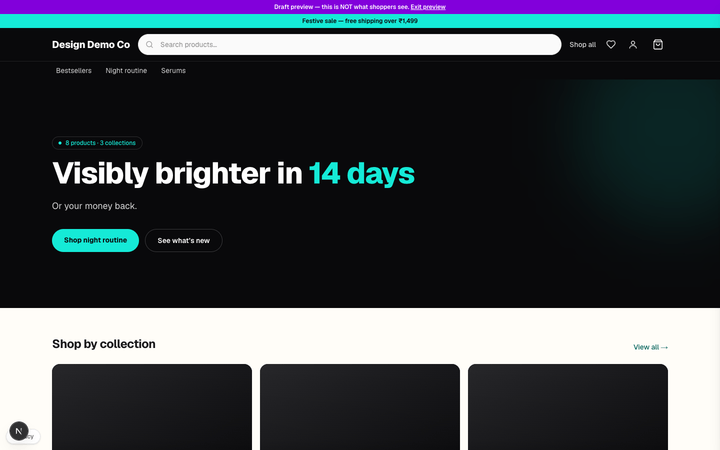 Draft preview — this is NOT what shoppers see. Exit preview
Festive sale — free shipping over ₹1,499
Design Demo Co
Search products...
Shop all
Bestsellers
Night routine
Serums
8 products · 3 collections
Visibly brighter in 14 days
Or your money back.
Shop night routine
See what's new
Shop by collection
View all →
N